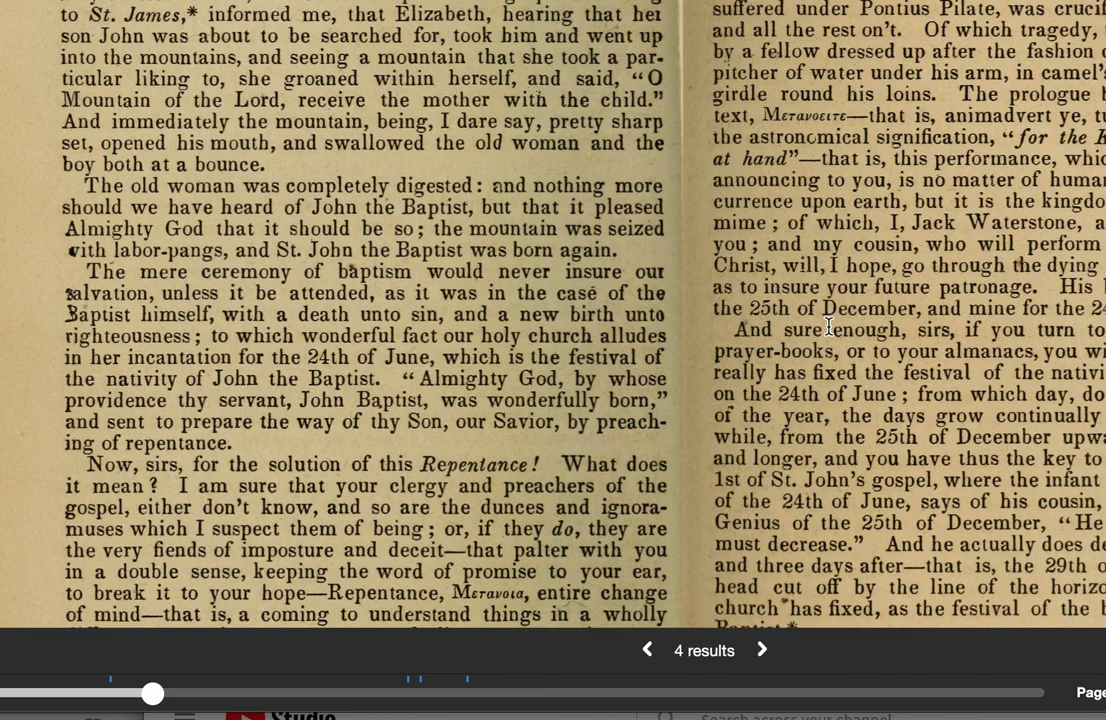 to St. James,* informed me, that Elizabeth, hearing that her
son John was about to be searched for, took him and went up
into the mountains, and seeing a mountain that she took a par-
ticular liking to, she groaned within herself, and said, “O
Mountain of the Lord, receive the mother with the child.”
And immediately the mountain, being, I dare say, pretty sharp
set, opened his mouth, and swallowed the old woman and the
boy both at a bounce.
The old woman was completely digested: and nothing more
should we have heard of John the Baptist, but that it pleased
Almighty God that it should be so; the mountain was seized
with labor-pangs, and St. John the Baptist was born again.
The mere ceremony of baptism would never insure our
salvation, unless it be attended, as it was in the case of the
Baptist himself, with a death unto sin, and a new birth unto
righteousness; to which wonderful fact our holy church alludes
in her incantation for the 24th of June, which is the festival of
the nativity of John the Baptist. “Almighty God, by whose
providence thy servant, John Baptist, was wonderfully born,”
and sent to prepare the way of thy Son, our Savior, by preach-
ing of repentance.
Now, sirs, for the solution of this Repentance! What does
it mean? I am sure that your clergy and preachers of the
gospel, either don't know, and so are the dunces and ignora-
muses which I suspect them of being; or, if they do, they are
the very fiends of imposture and deceit—that palter with you
in a double sense, keeping the word of promise to your ear,
to break it to your hope—Repentance, Μετανοια, entire change
of mind—that is, a coming to understand things in a wholly
suffered under Pontius Pilate, was crucif
and all the rest on't. Of which tragedy,
by a fellow dressed up after the fashion o
pitcher of water under his arm, in camel's
girdle round his loins. The prologue
text, Μετανοειτε—that is, animadvert ye, tu
the astronomical signification, “for the K
at hand”—that is, this performance, whic
announcing to you, is no matter of huma
currence upon earth, but it is the kingdo
mime; of which, I, Jack Waterstone, a
you; and my cousin, who will perform
Christ, will, I hope, go through the dying
as to insure your future patronage. His
the 25th of December, and mine for the 24
And sure enough, sirs, if you turn to
prayer-books, or to your almanacs, you wi
really has fixed the festival of the nativi
on the 24th of June; from which day, do
of the year, the days grow continually
while, from the 25th of December upwa
and longer, and you have thus the key to
1st of St. John's gospel, where the infant
of the 24th of June, says of his cousin,
Genius of the 25th of December, “He
must decrease.” And he actually does de
and three days after—that is, the 29th o
head cut off by the line of the horizo
church has fixed, as the festival of the b
Baptist.*
4 results
Page
Studio
Search across your channel